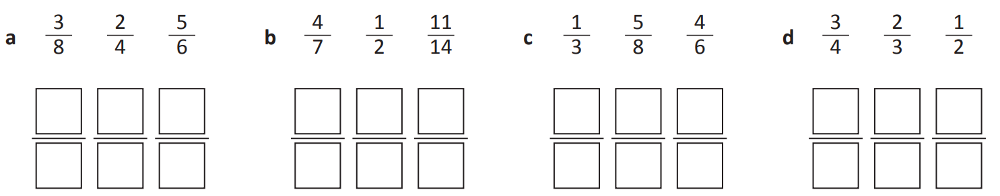 a 3/8 2/4 5/6
b 4/7 1/2 11/14
c 1/3 5/8 4/6
d 3/4 2/3 1/2